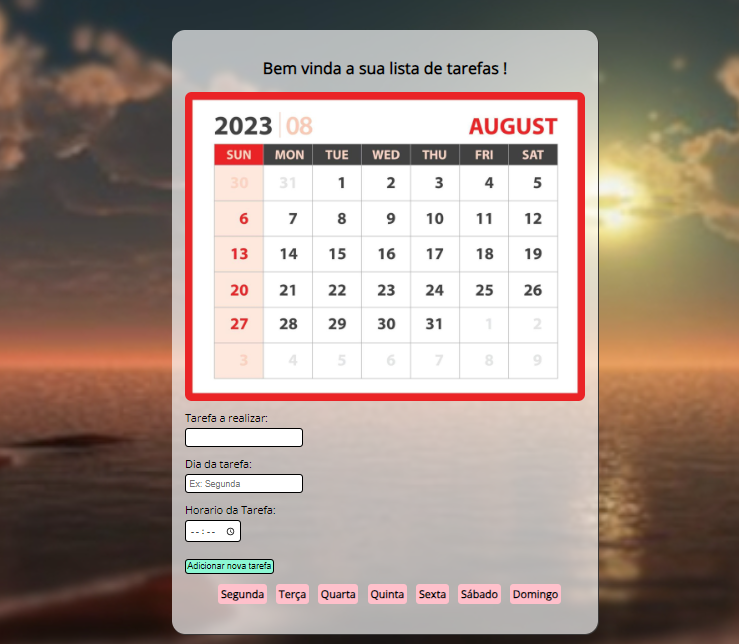 Bem vinda a sua lista de tarefas !
2023 08 AUGUST
SUN MON TUE WED THU FRI SAT
30 31 1 2 3 4 5
6 7 8 9 10 11 12
13 14 15 16 17 18 19
20 21 22 23 24 25 26
27 28 29 30 31 1 2
3 4 5 6 7 8 9
Tarefa a realizar:
Dia da tarefa:
Ex: Segunda
Horario da Tarefa:
--:--
Adicionar nova tarefa
Segunda Terça Quarta Quinta Sexta Sábado Domingo